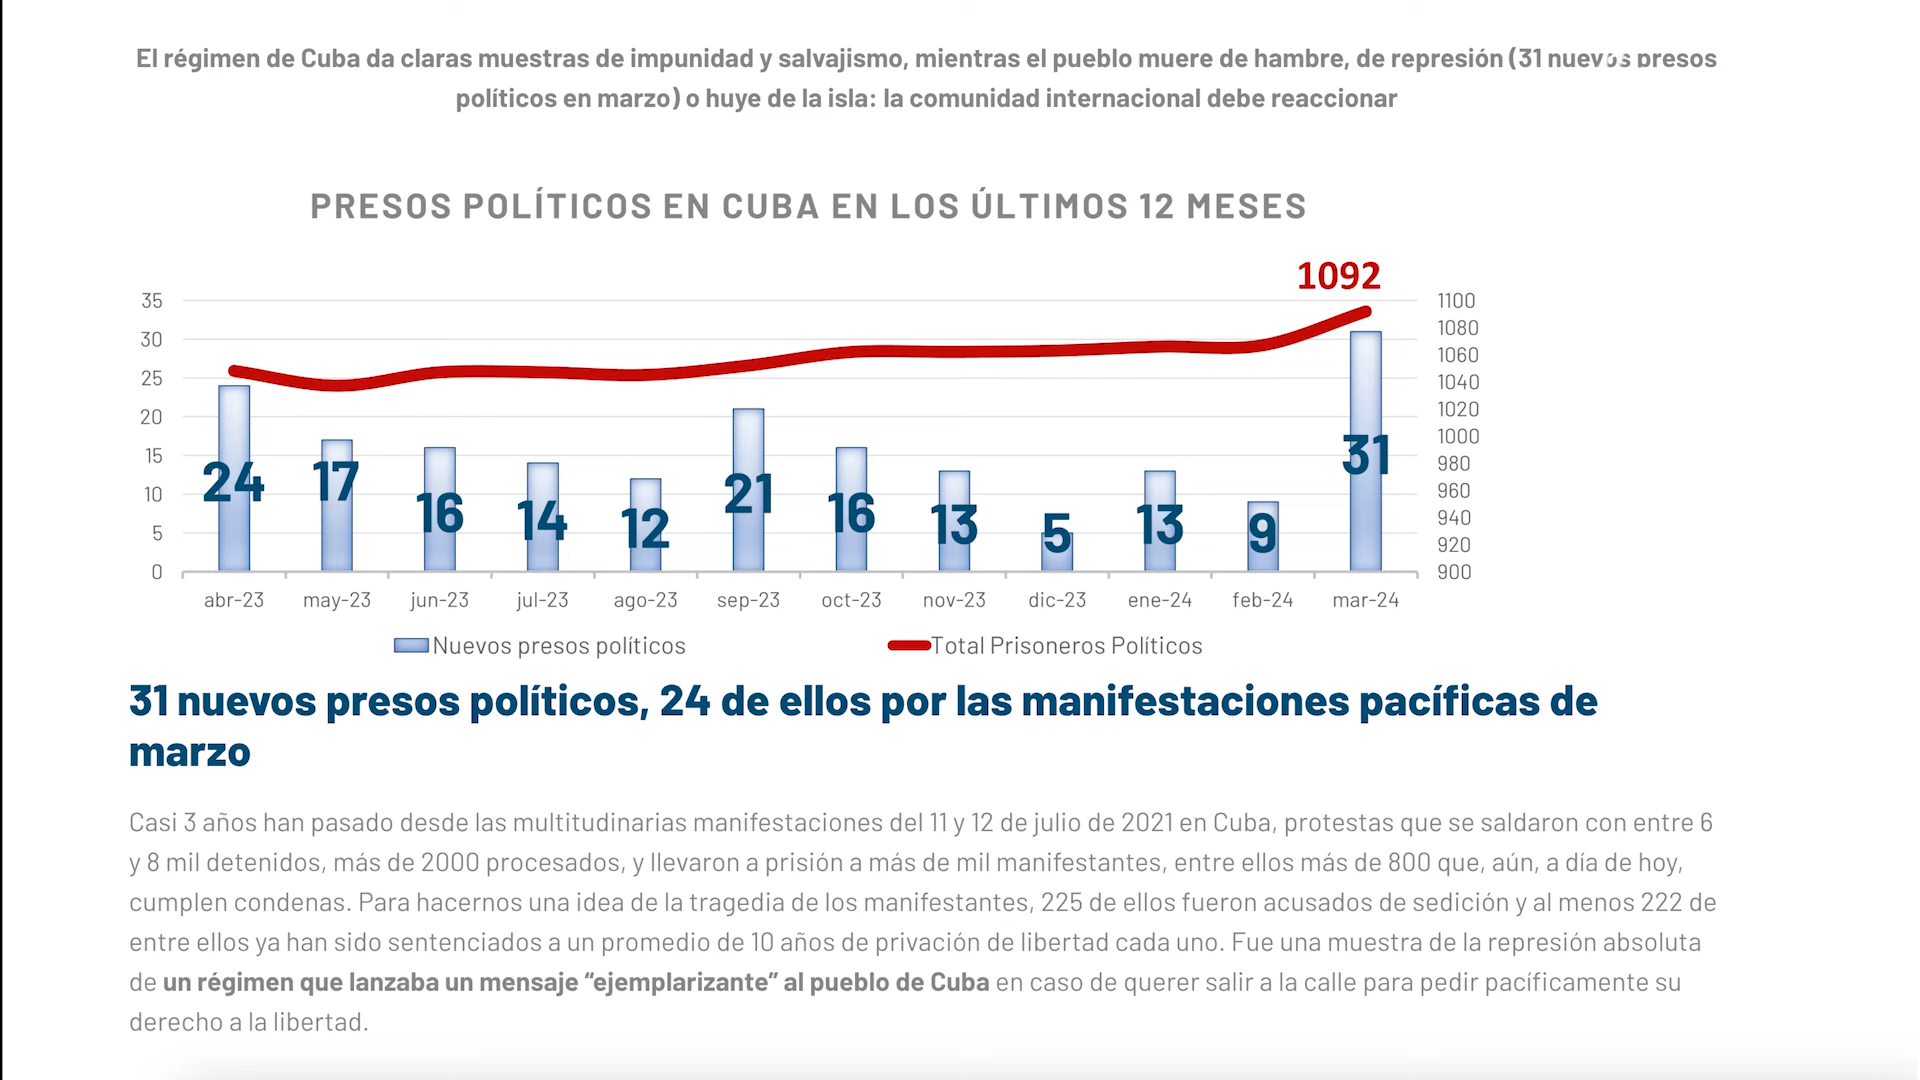 El régimen de Cuba da claras muestras de impunidad y salvajismo, mientras el pueblo muere de hambre, de represión (31 nuevos presos
políticos en marzo) o huye de la isla: la comunidad internacional debe reaccionar
PRESOS POLÍTICOS EN CUBA EN LOS ÚLTIMOS 12 MESES
1092
35 1100
30 1080
25 1060
20 1040
15 1020
10 1000
5 980
0 960
940
920
900
24 17 16 14 12 21 16 13 5 13 9 31
abr-23 may-23 jun-23 jul-23 ago-23 sep-23 oct-23 nov-23 dic-23 ene-24 feb-24 mar-24
Nuevos presos políticos Total Prisoneros Políticos
31 nuevos presos políticos, 24 de ellos por las manifestaciones pacíficas de
marzo
Casi 3 años han pasado desde las multitudinarias manifestaciones del 11 y 12 de julio de 2021 en Cuba, protestas que se saldaron con entre 6
y 8 mil detenidos, más de 2000 procesados, y llevaron a prisión a más de mil manifestantes, entre ellos más de 800 que, aún, a día de hoy,
cumplen condenas. Para hacernos una idea de la tragedia de los manifestantes, 225 de ellos fueron acusados de sedición y al menos 222 de
entre ellos ya han sido sentenciados a un promedio de 10 años de privación de libertad cada uno. Fue una muestra de la represión absoluta
de un régimen que lanzaba un mensaje “ejemplarizante” al pueblo de Cuba en caso de querer salir a la calle para pedir pacíficamente su
derecho a la libertad.